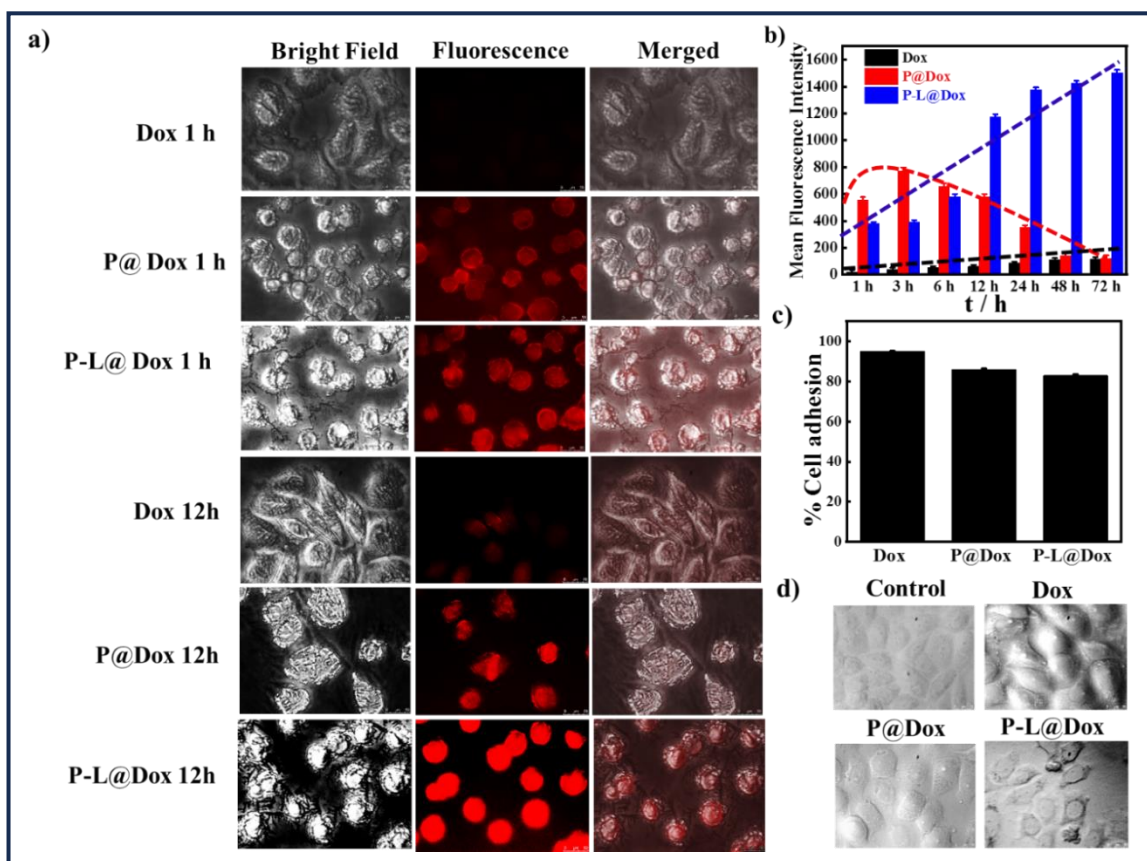 a)
Bright Field Fluorescence Merged
Dox 1 h
P@ Dox 1 h
P-L@ Dox 1 h
Dox 12h
P@Dox 12h
P-L@Dox 12h
b)
Mean Fluorescence Intensity
1600
1400
1200
1000
800
600
400
200
0
Dox
P@Dox
P-L@Dox
1 h 3 h 6 h 12 h 24 h 48 h 72 h
t / h
c)
% Cell adhesion
100
80
60
40
20
0
Dox P@Dox P-L@Dox
d)
Control Dox
P@Dox P-L@Dox